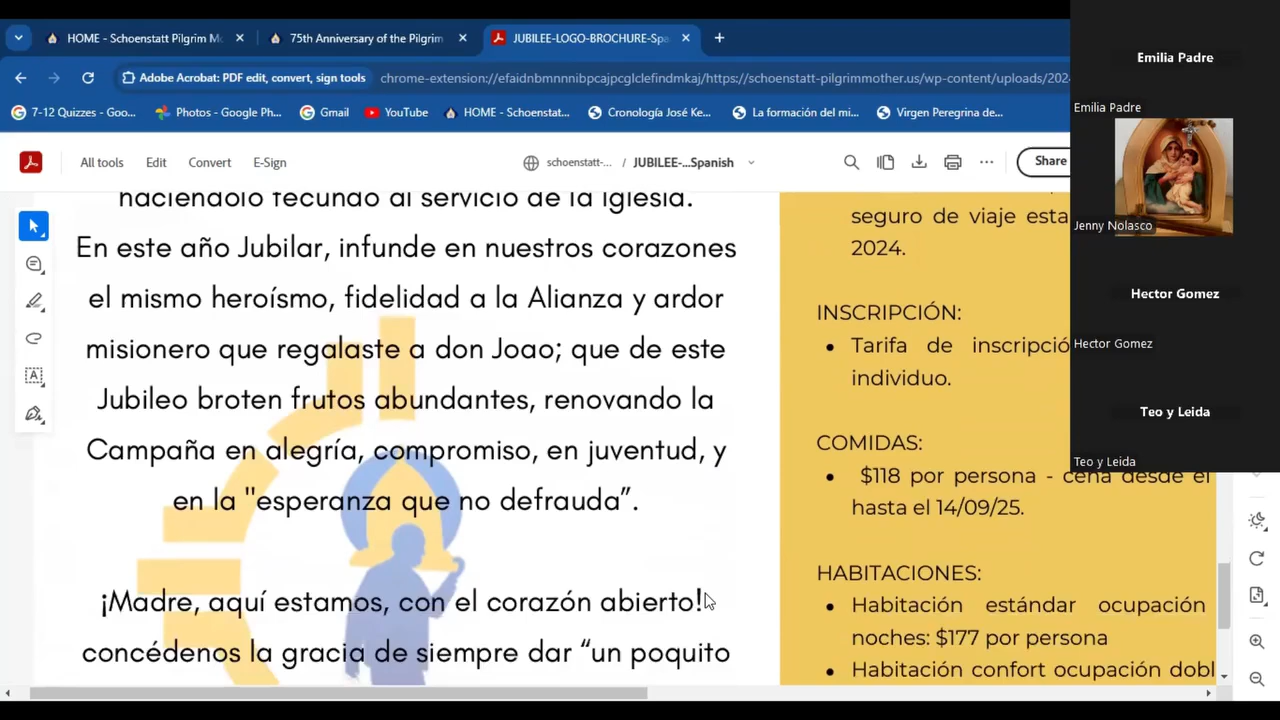 HOME - Schoenstatt Pilgrim Mo
75th Anniversary of the Pilgrim
JUBILEE-LOGO-BROCHURE-Spa
Adobe Acrobat: PDF edit, convert, sign tools
chrome-extension://efaidnbmnnnibpcajpcglclefindmkaj/https://schoenstatt-pilgrimmother.us/wp-content/uploads/202
7-12 Quizzes - Goo...
Photos - Google Ph...
Gmail
YouTube
HOME - Schoenst...
Cronología José Ke...
La formación del mi...
Virgen Peregrina de...
All tools
Edit
Convert
E-Sign
schoenstatt-...
/ JUBILEE-...Spanish
Share
haciéndolo fecundo al servicio de la Iglesia.
En este año Jubilar, infunde en nuestros corazones
el mismo heroísmo, fidelidad a la Alianza y ardor
misionero que regalaste a don Joao; que de este
Jubileo broten frutos abundantes, renovando la
Campaña en alegría, compromiso, en juventud, y
en la "esperanza que no defrauda”.
¡Madre, aquí estamos, con el corazón abierto!
concédenos la gracia de siempre dar “un poquito
seguro de viaje esta
2024.
INSCRIPCIÓN:
• Tarifa de inscripció
individuo.
COMIDAS:
• $118 por persona - cena desde el
hasta el 14/09/25.
HABITACIONES:
• Habitación estándar ocupación
noches: $177 por persona
• Habitación confort ocupación dobl
Emilia Padre
Emilia Padre
Jenny Nolasco
Hector Gomez
Hector Gomez
Teo y Leida
Teo y Leida